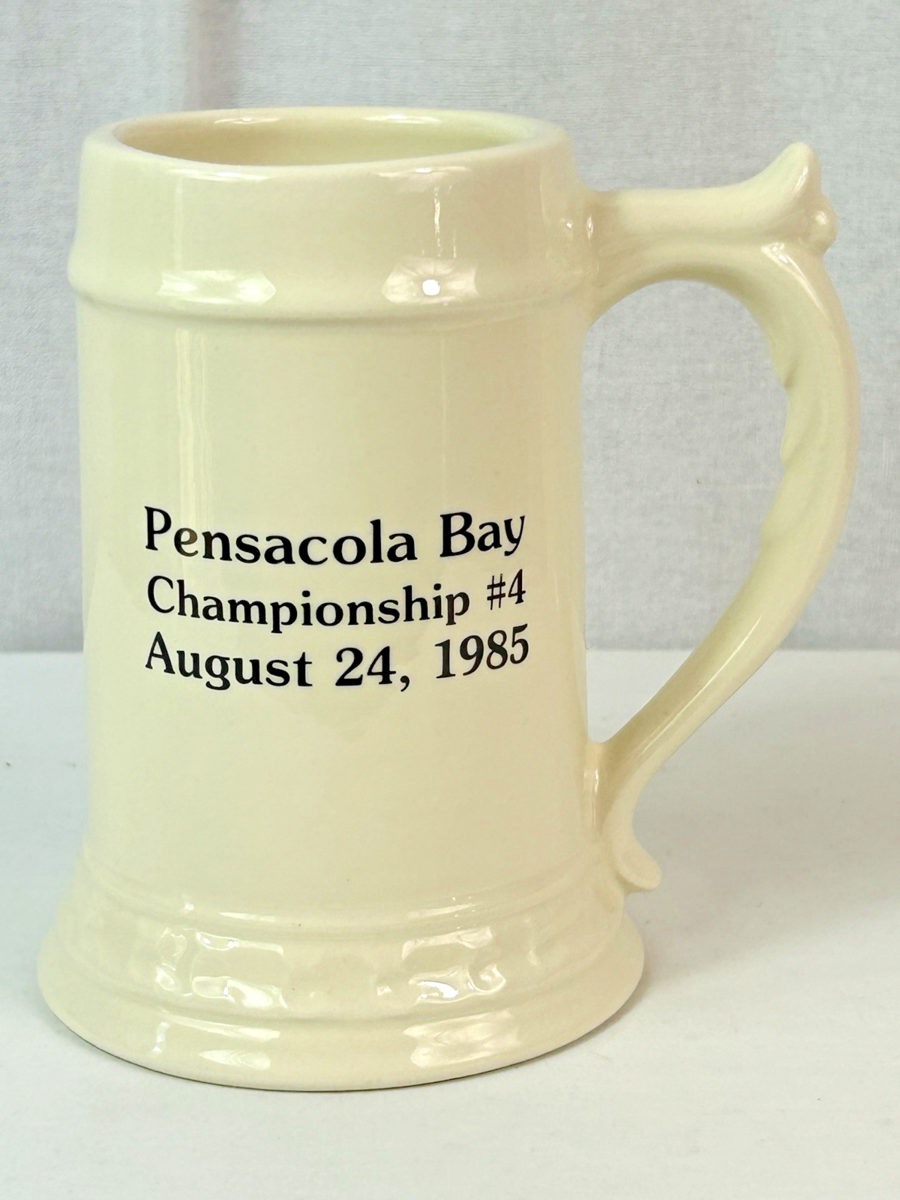 Pensacola Bay
Championship #4
August 24, 1985